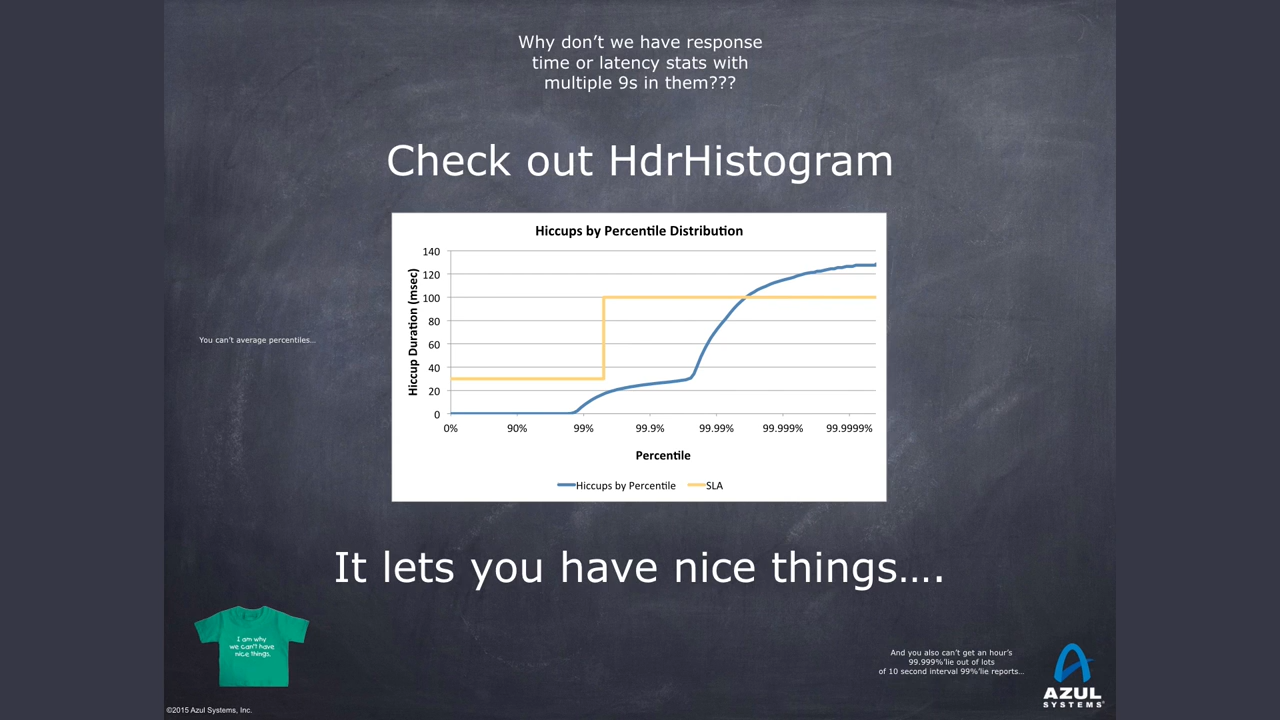 Why don't we have response
time or latency stats with
multiple 9s in them???
Check out HdrHistogram
Hiccups by Percentile Distribution
140
120
100
80
60
40
20
0
Hiccup Duration (msec)
0% 90% 99% 99.9% 99.99% 99.999% 99.9999%
Percentile
Hiccups by Percentile SLA
You can't average percentiles…
It lets you have nice things….
I am why
we can't have
nice things.
And you also can't get an hour's
99.999%'lie out of lots
of 10 second interval 99%'lie reports…
AZUL
SYSTEMS®
©2015 Azul Systems, Inc.